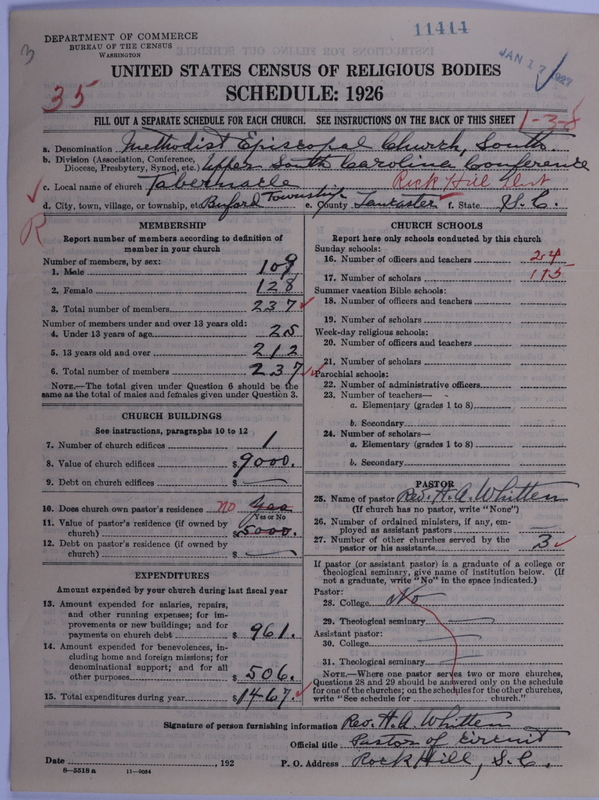 11414
DEPARTMENT OF COMMERCE
BUREAU OF THE CENSUS
WASHINGTON
3
JAN 17 1927
UNITED STATES CENSUS OF RELIGIOUS BODIES
SCHEDULE: 1926
35
FILL OUT A SEPARATE SCHEDULE FOR EACH CHURCH. SEE INSTRUCTIONS ON THE BACK OF THIS SHEET
1-3-8
a. Denomination Methodist Episcopal Church, South.
b. Division (Association, Conference, Diocese, Presbytery, Synod, etc.) Upper South Carolina Conference
c. Local name of church Tabernacle Rock Hill Dist
d. City, town, village, or township, etc. Buford Township e. County Lancaster f. State S.C.
R
MEMBERSHIP
Report number of members according to definition of
member in your church
Number of members, by sex:
1. Male 109
2. Female 128
3. Total number of members 237
Number of members under and over 13 years old:
4. Under 13 years of age 25
5. 13 years old and over 212
6. Total number of members 237
NOTE.—The total given under Question 6 should be the
same as the total of males and females given under Question 3.
CHURCH BUILDINGS
See instructions, paragraphs 10 to 12
7. Number of church edifices 1
8. Value of church edifices $9000.
9. Debt on church edifices $ —
10. Does church own pastor's residence no Yes
Yes or No
11. Value of pastor's residence (if owned by
church) $5000.
12. Debt on pastor's residence (if owned by
church) $ —
EXPENDITURES
Amount expended by your church during last fiscal year
13. Amount expended for salaries, repairs,
and other running expenses; for im-
provements or new buildings; and for
payments on church debt $ 961.
14. Amount expended for benevolences, in-
cluding home and foreign missions; for
denominational support; and for all
other purposes $ 506.
15. Total expenditures during year $1467.
CHURCH SCHOOLS
Report here only schools conducted by this church
Sunday schools:
16. Number of officers and teachers 24
17. Number of scholars 115
Summer vacation Bible schools:
18. Number of officers and teachers
19. Number of scholars
Week-day religious schools:
20. Number of officers and teachers
21. Number of scholars
Parochial schools:
22. Number of administrative officers
23. Number of teachers—
a. Elementary (grades 1 to 8)
b. Secondary
24. Number of scholars—
a. Elementary (grades 1 to 8)
b. Secondary
PASTOR
25. Name of pastor Rev. H. A. Whitten
(If church has no pastor, write "None")
26. Number of ordained ministers, if any, em-
ployed as assistant pastors —
27. Number of other churches served by the
pastor or his assistants 3
If pastor (or assistant pastor) is a graduate of a college or
theological seminary, give name of institution below. (If
not a graduate, write "No" in the space indicated.)
Pastor:
28. College No
29. Theological seminary —
Assistant pastor:
30. College
31. Theological seminary —
NOTE.—Where one pastor serves two or more churches,
Questions 28 and 29 should be answered only on the schedule
for one of the churches; on the schedules for the other churches,
write "See schedule for church."
Signature of person furnishing information Rev. H. A. Whitten
Official title Pastor of Circuit
Date , 192 P. O. Address Rock Hill, S.C.
8—5518 a 11—9054